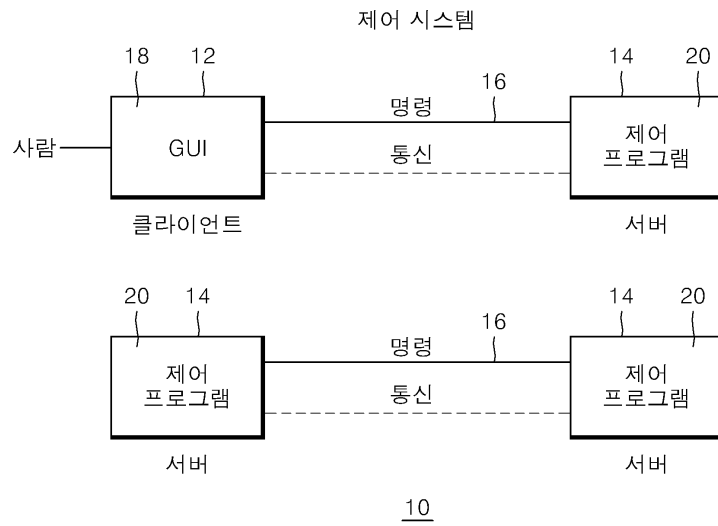 제어 시스템
18 12 14 20
16
명령
사람
GUI
제어
프로그램
통신
클라이언트
서버
20 14 14 20
16
명령
제어
프로그램
제어
프로그램
통신
서버
서버
10